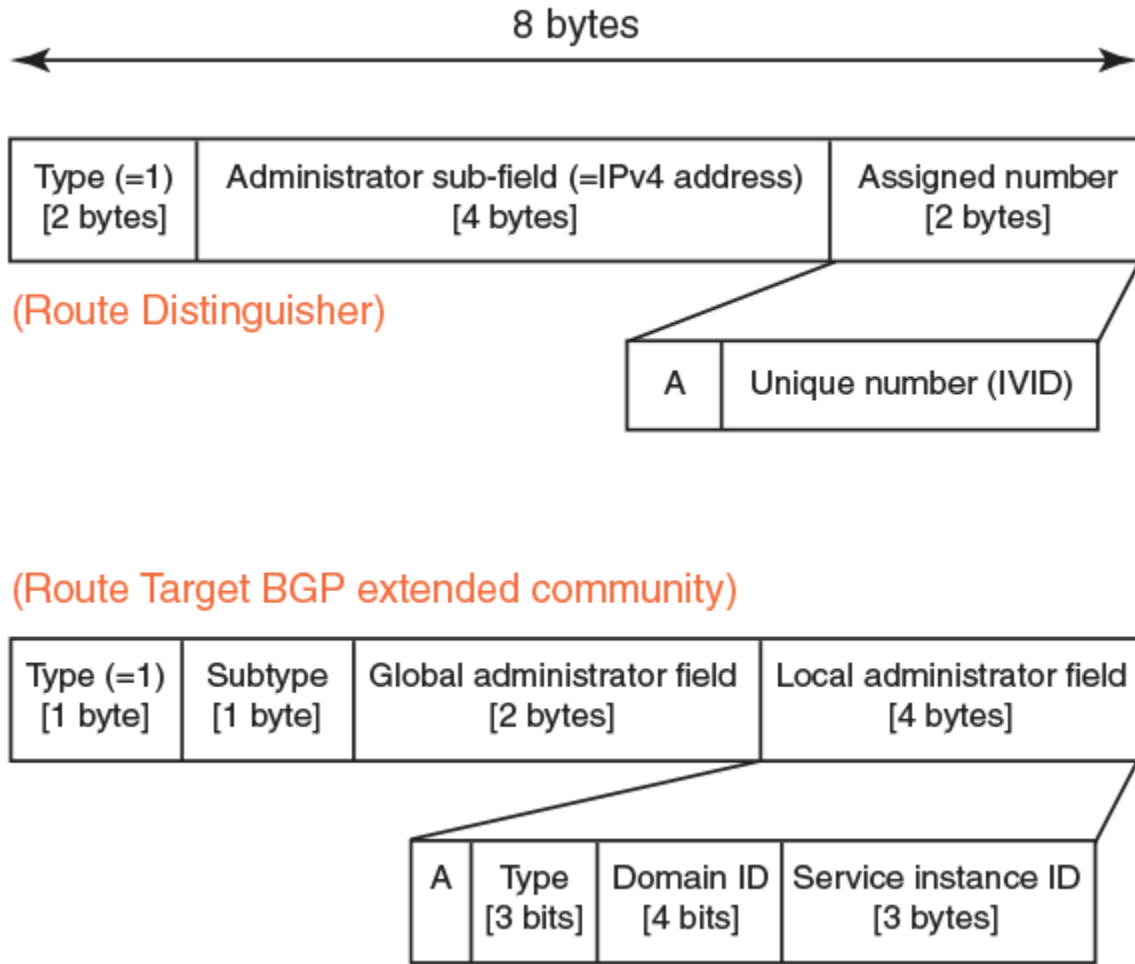 8 bytes
Type (=1) Administrator sub-field (=IPv4 address) Assigned number
[2 bytes] [4 bytes] [2 bytes]
(Route Distinguisher)
A Unique number (IVID)
(Route Target BGP extended community)
Type (=1) Subtype Global administrator field Local administrator field
[1 byte] [1 byte] [2 bytes] [4 bytes]
A Type Domain ID Service instance ID
[3 bits] [4 bits] [3 bytes]